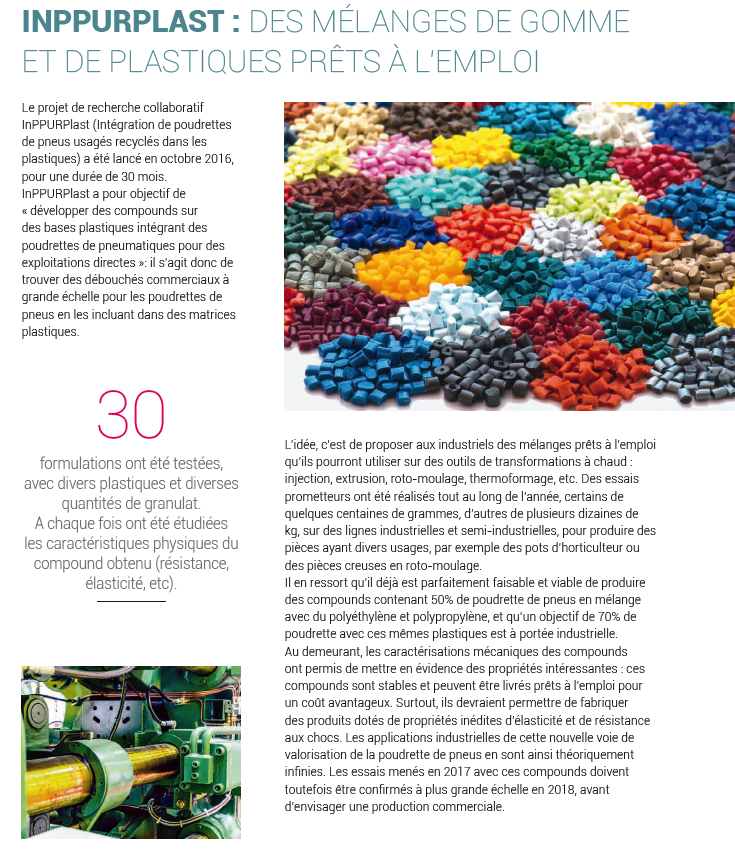 INPPURPLAST : DES MÉLANGES DE GOMME
ET DE PLASTIQUES PRÊTS À L'EMPLOI
Le projet de recherche collaboratif
InPPURPlast (Intégration de poudrettes
de pneus usagés recyclés dans les
plastiques) a été lancé en octobre 2016,
pour une durée de 30 mois.
InPPURPlast a pour objectif de
« développer des compounds sur
des bases plastiques intégrant des
poudrettes de pneumatiques pour des
exploitations directes »: il s'agit donc de
trouver des débouchés commerciaux à
grande échelle pour les poudrettes de
pneus en les incluant dans des matrices
plastiques.
30
formulations ont été testées,
avec divers plastiques et diverses
quantités de granulat.
A chaque fois ont été étudiées
les caractéristiques physiques du
compound obtenu (résistance,
élasticité, etc).
L'idée, c'est de proposer aux industriels des mélanges prêts à l'emploi
qu'ils pourront utiliser sur des outils de transformations à chaud :
injection, extrusion, roto-moulage, thermoformage, etc. Des essais
prometteurs ont été réalisés tout au long de l'année, certains de
quelques centaines de grammes, d'autres de plusieurs dizaines de
kg, sur des lignes industrielles et semi-industrielles, pour produire des
pièces ayant divers usages, par exemple des pots d'horticulteur ou
des pièces creuses en roto-moulage.
Il en ressort qu'il déjà est parfaitement faisable et viable de produire
des compounds contenant 50% de poudrette de pneus en mélange
avec du polyéthylène et polypropylène, et qu'un objectif de 70% de
poudrette avec ces mêmes plastiques est à portée industrielle.
Au demeurant, les caractérisations mécaniques des compounds
ont permis de mettre en évidence des propriétés intéressantes : ces
compounds sont stables et peuvent être livrés prêts à l'emploi pour
un coût avantageux. Surtout, ils devraient permettre de fabriquer
des produits dotés de propriétés inédites d'élasticité et de résistance
aux chocs. Les applications industrielles de cette nouvelle voie de
valorisation de la poudrette de pneu en sont ainsi théoriquement
infinies. Les essais menés en 2017 avec ces compounds doivent
toutefois être confirmés à plus grande échelle en 2018, avant
d'envisager une production commerciale.